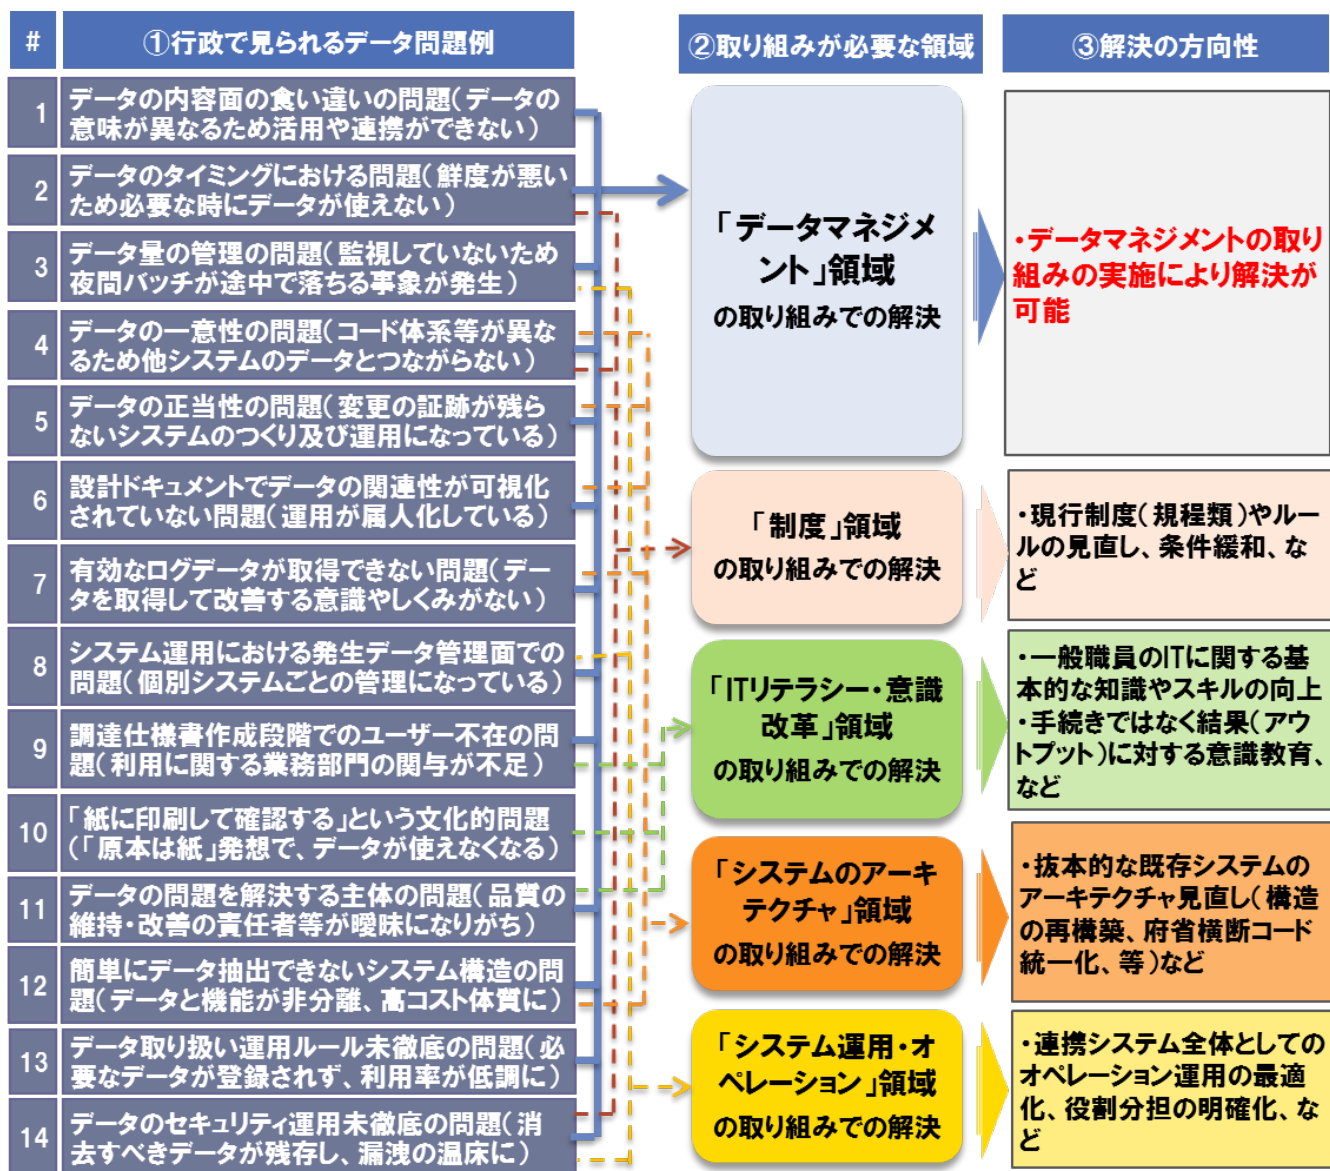 #
①行政で見られるデータ問題例
②取り組みが必要な領域
③解決の方向性
1
データの内容面の食い違いの問題(データの
意味が異なるため活用や連携ができない)
2
データのタイミングにおける問題(鮮度が悪い
ため必要な時にデータが使えない)
3
データ量の管理の問題(監視していないため
夜間バッチが途中で落ちる事象が発生)
4
データの一意性の問題(コード体系等が異な
るため他システムのデータとつながらない)
5
データの正当性の問題(変更の証跡が残ら
ないシステムのつくり及び運用になっている)
6
設計ドキュメントでデータの関連性が可視化
されていない問題(運用が属人化している)
7
有効なログデータが取得できない問題(デー
タを取得して改善する意識やしくみがない)
8
システム運用における発生データ管理面での
問題(個別システムごとの管理になっている)
9
調達仕様書作成段階でのユーザー不在の問
題(利用に関する業務部門の関与が不足)
10
「紙に印刷して確認する」という文化的問題
(「原本は紙」発想で、データが使えなくなる)
11
データの問題を解決する主体の問題(品質の
維持・改善の責任者等が曖昧になりがち)
12
簡単にデータ抽出できないシステム構造の問
題(データと機能が非分離、高コスト体質に)
13
データ取り扱い運用ルール未徹底の問題(必
要なデータが登録されず、利用率が低調に)
14
データのセキュリティ運用未徹底の問題(消
去すべきデータが残存し、漏洩の温床に)
「データマネジメ
ント」領域
の取り組みでの解決
・データマネジメントの取り
組みの実施により解決が
可能
「制度」領域
の取り組みでの解決
・現行制度(規程類)やルー
ルの見直し、条件緩和、な
ど
「ITリテラシー・意識
改革」領域
の取り組みでの解決
・一般職員のITに関する基
本的な知識やスキルの向上
・手続きではなく結果(アウ
トプット)に対する意識教育、
など
「システムのアーキ
テクチャ」領域
の取り組みでの解決
・抜本的な既存システムの
アーキテクチャ見直し(構造
の再構築、府省横断コード
統一化、等)など
「システム運用・オ
ペレーション」領域
の取り組みでの解決
・連携システム全体としての
オペレーション運用の最適
化、役割分担の明確化、な
ど